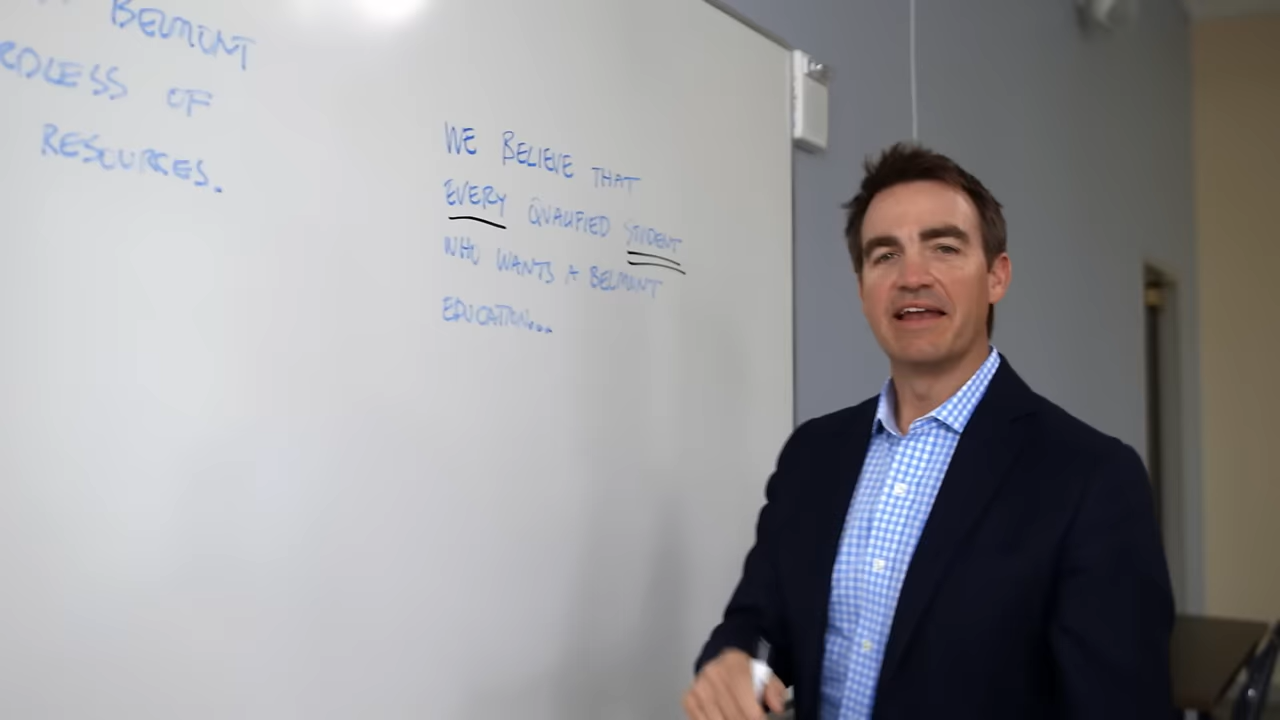 BELMONT
RDLESS OF
RESOURCES.
WE BELIEVE THAT
EVERY QUALIFIED STUDENT
WHO WANTS A BELMONT
EDUCATION...